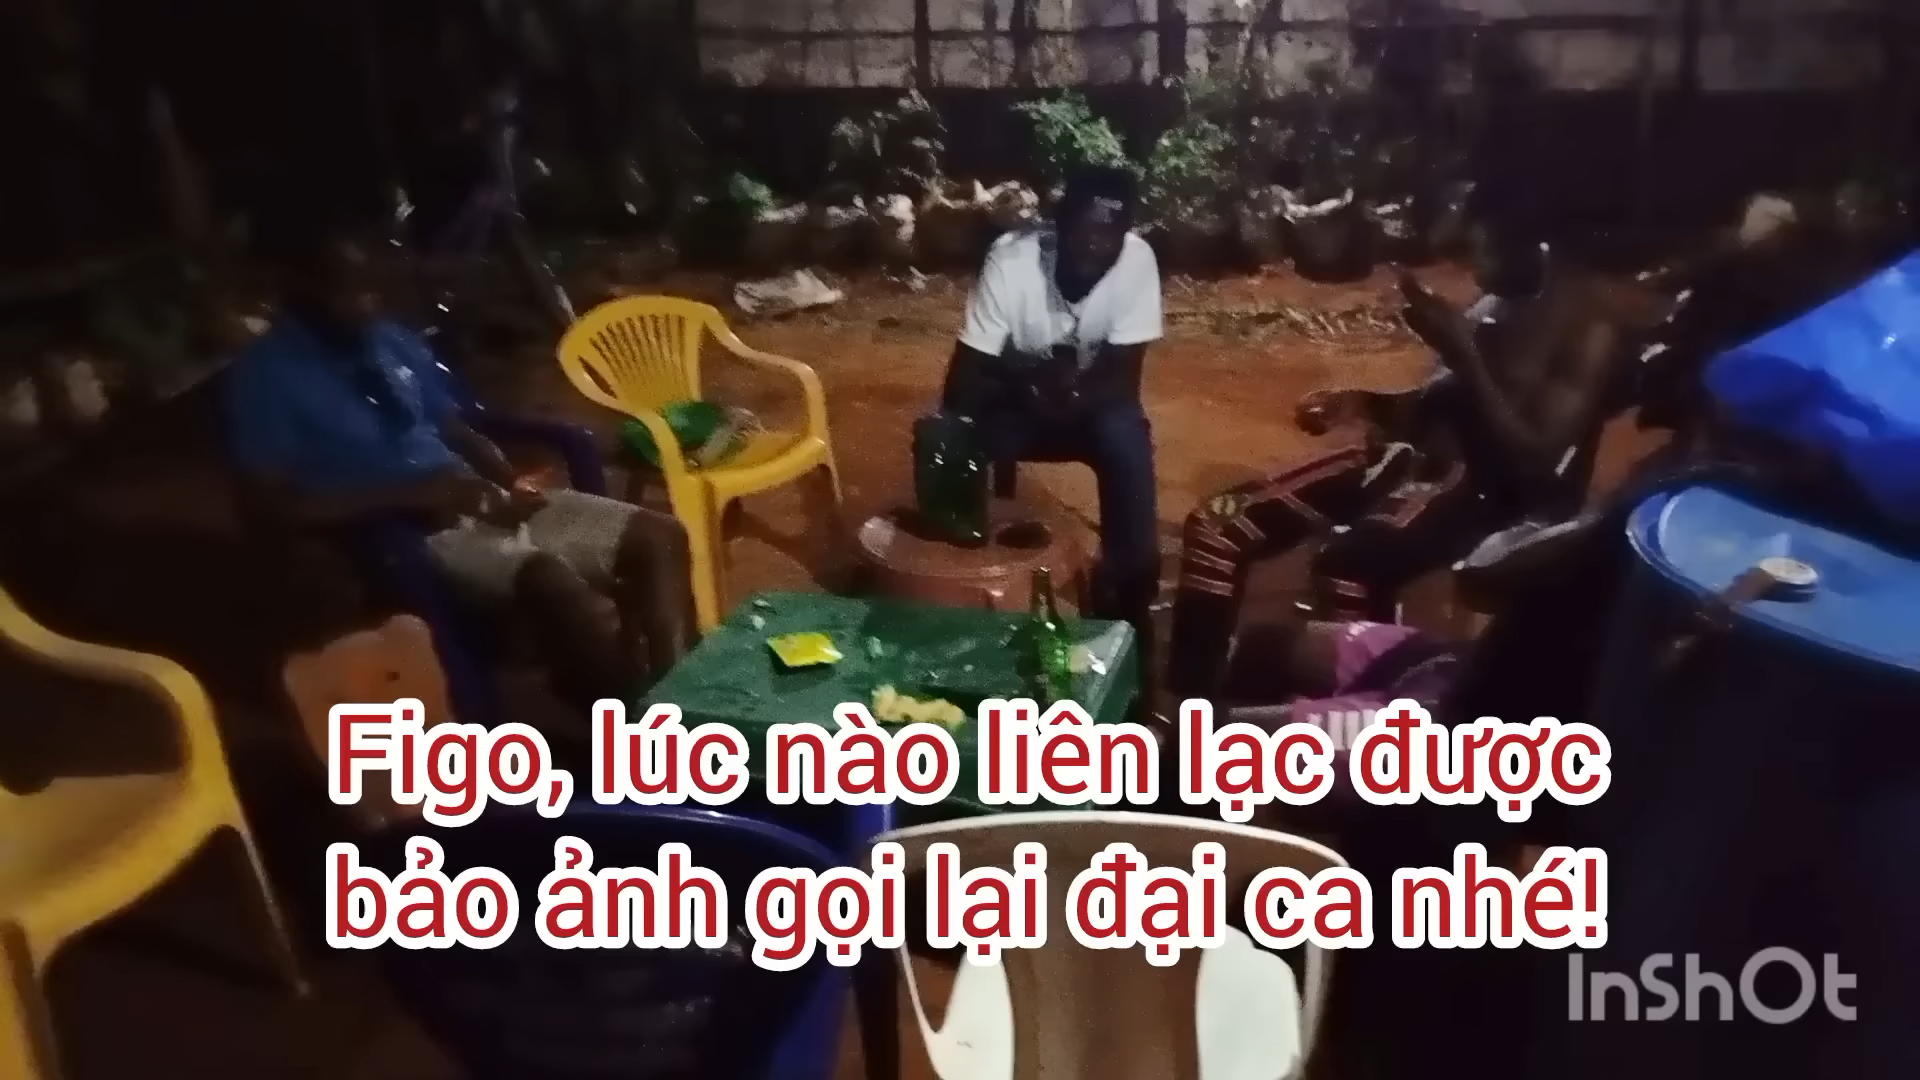 Figo, lúc nào liên lạc được
bảo ảnh gọi lại đại ca nhé!
InShOt